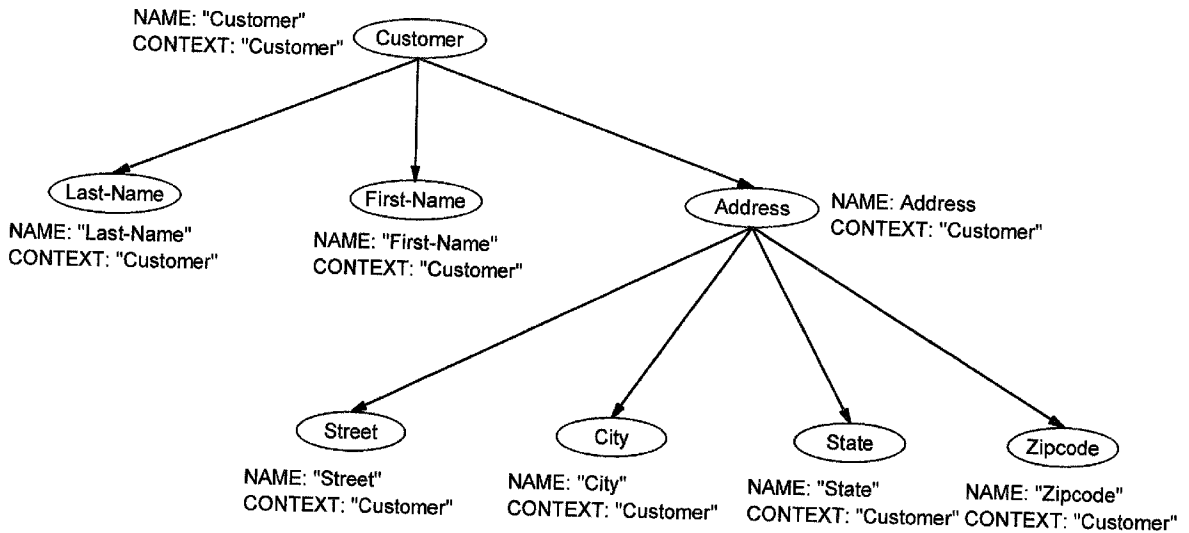 NAME: "Customer"
CONTEXT: "Customer"
Customer
Last-Name
NAME: "Last-Name"
CONTEXT: "Customer"
First-Name
NAME: "First-Name"
CONTEXT: "Customer"
Address
NAME: Address
CONTEXT: "Customer"
Street
NAME: "Street"
CONTEXT: "Customer"
City
NAME: "City"
CONTEXT: "Customer"
State
NAME: "State"
CONTEXT: "Customer"
Zipcode
NAME: "Zipcode"
CONTEXT: "Customer"